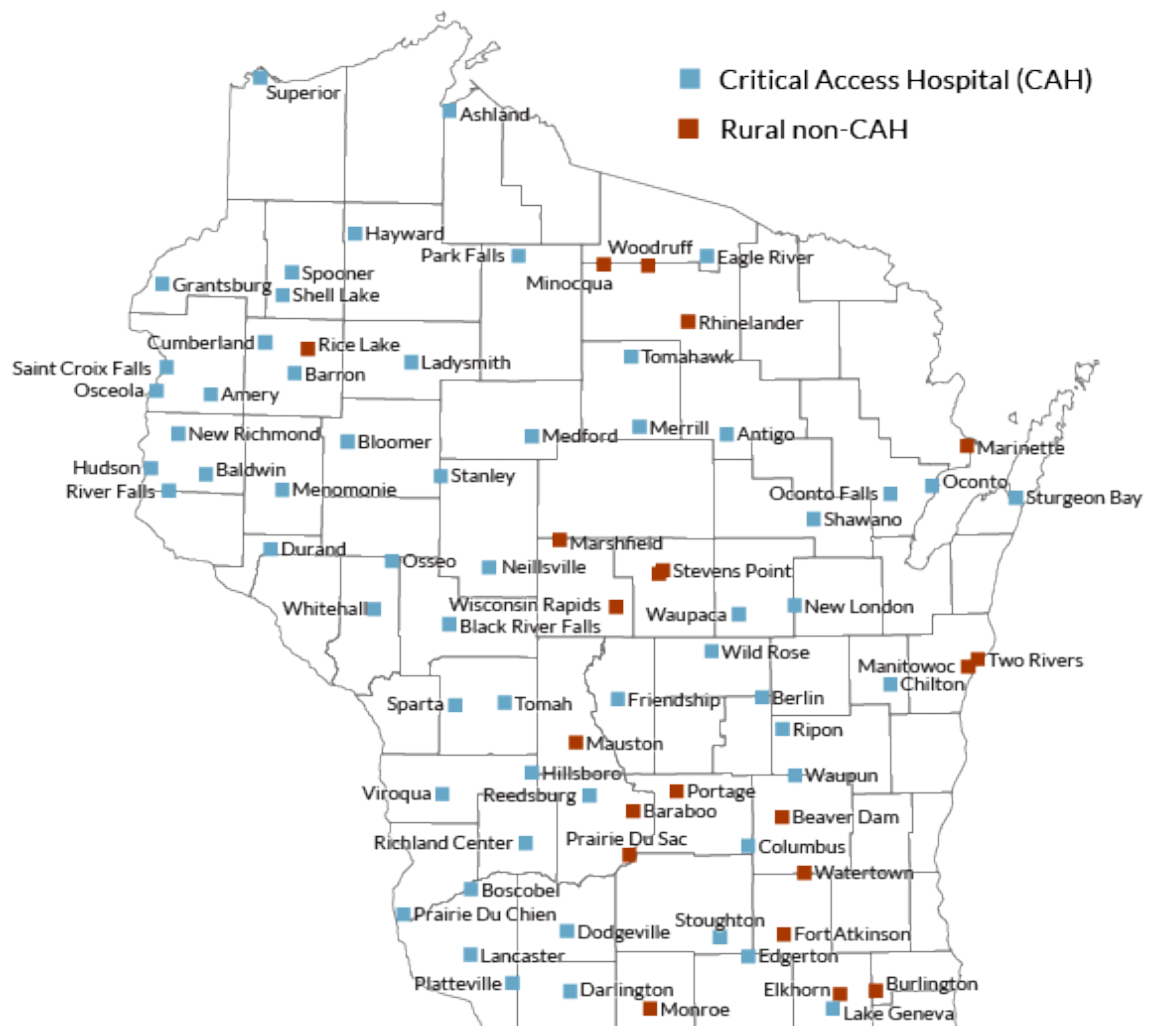 Critical Access Hospital (CAH)
Rural non-CAH
Superior
Ashland
Hayward
Woodruff
Park Falls
Eagle River
Spooner
Grantsburg
Minocqua
Shell Lake
Rhinelander
Cumberland
Rice Lake
Tomahawk
Ladysmith
Saint Croix Falls
Barron
Osceola
Amery
Merrill
New Richmond
Antigo
Medford
Bloomer
Marinette
Hudson
Baldwin
Stanley
Oconto
River Falls
Menomonie
Oconto Falls
Sturgeon Bay
Shawano
Marshfield
Durand
Osseo
Neillsville
Stevens Point
Whitehall
Wisconsin Rapids
New London
Waupaca
Black River Falls
Wild Rose
Two Rivers
Manitowoc
Chilton
Friendship
Berlin
Sparta
Tomah
Ripon
Mauston
Hillsboro
Waupun
Viroqua
Reedsburg
Portage
Baraboo
Beaver Dam
Prairie Du Sac
Richland Center
Columbus
Watertown
Boscobel
Prairie Du Chien
Stoughton
Dodgeville
Fort Atkinson
Lancaster
Edgerton
Platteville
Darlington
Elkhorn
Burlington
Monroe
Lake Geneva